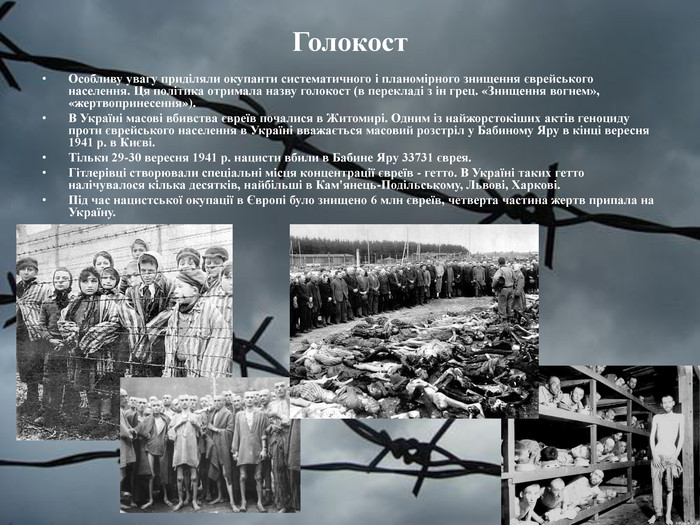 Голокост
• Особливу увагу приділяли окупанти систематичного і планомірного знищення єврейського
населення. Ця політика отримала назву голокост (в перекладі з ін грец. «Знищення вогнем»,
«жертвопринесення»).
• В Україні масові вбивства євреїв почалися в Житомирі. Одним із найжорстокіших актів геноциду
проти єврейського населення в Україні вважається масовий розстріл у Бабиному Яру в кінці вересня
1941 р. в Києві.
• Тільки 29-30 вересня 1941 р. нацисти вбили в Бабине Яру 33731 єврея.
• Гітлерівці створювали спеціальні місця концентрації євреїв - гетто. В Україні таких гетто
налічувалося кілька десятків, найбільші в Кам'янець-Подільському, Львові, Харкові.
• Під час нацистської окупації в Європі було знищено 6 млн євреїв, четверта частина жертв припала на
Україну.